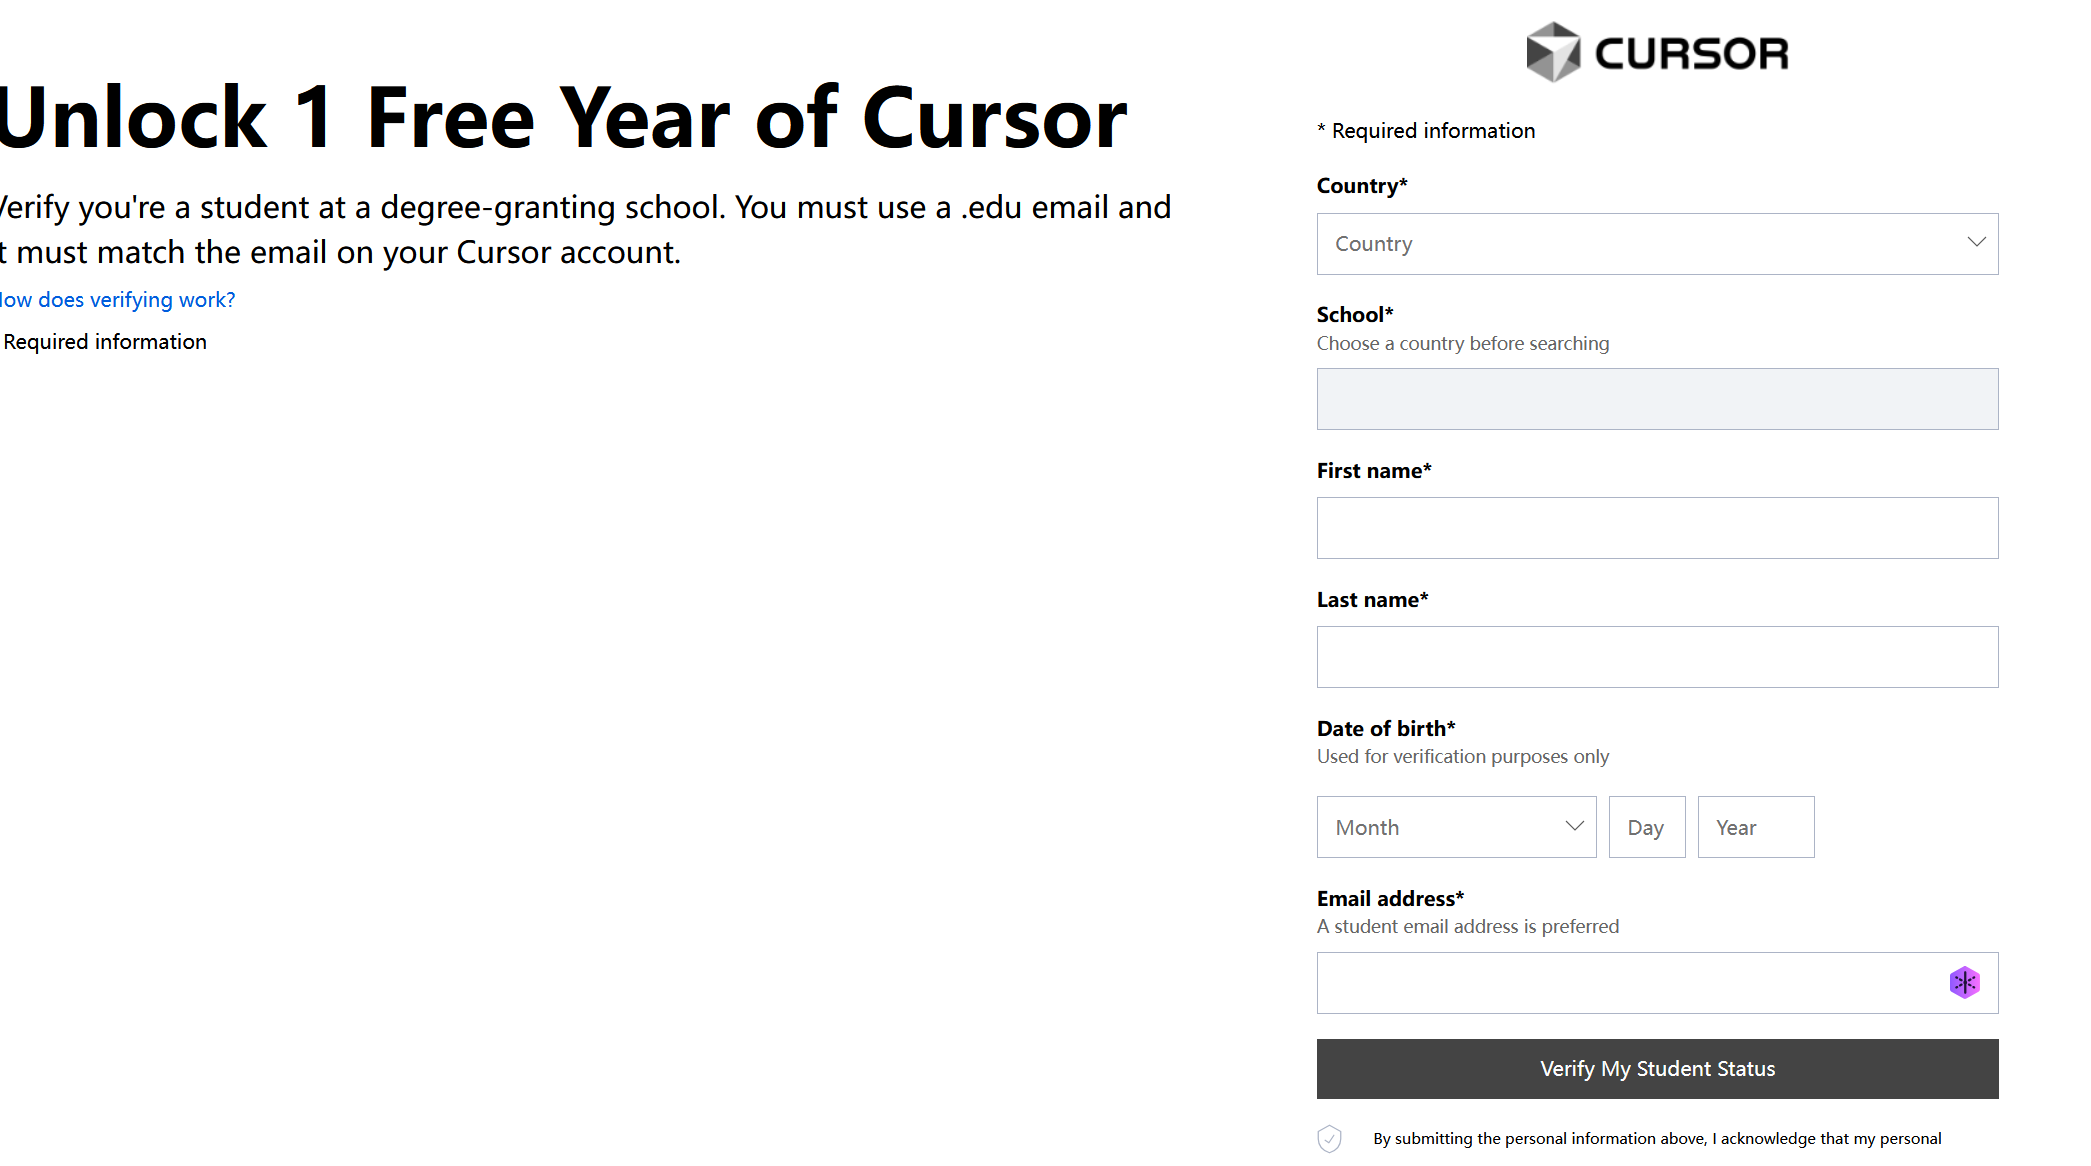 Unlock 1 Free Year of Cursor
Verify you're a student at a degree-granting school. You must use a .edu email and
t must match the email on your Cursor account.
ow does verifying work?
Required information
CURSOR
* Required information
Country*
Country
School*
Choose a country before searching
First name*
Last name*
Date of birth*
Used for verification purposes only
Month
Day
Year
Email address*
A student email address is preferred
Verify My Student Status
By submitting the personal information above, I acknowledge that my personal